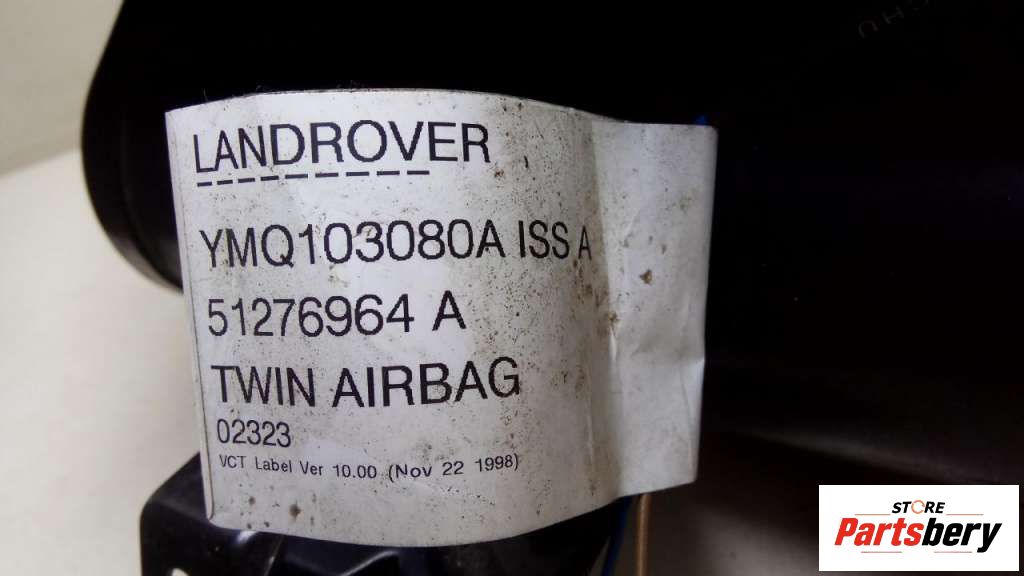 LANDROVER
YMQ103080A ISS A
51276964 A
TWIN AIRBAG
02323
VCT Label Ver 10.00 (Nov 22 1998)
STORE
Partsbery